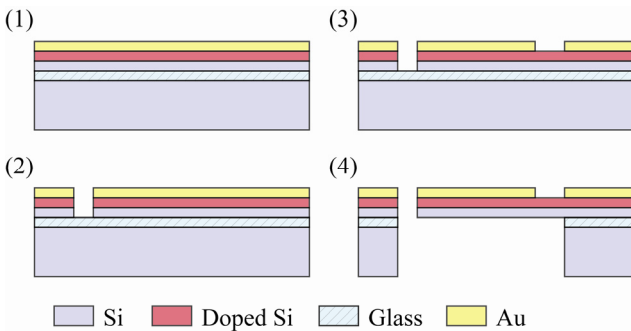 (1)
(3)
(2)
(4)
Si
Doped Si
Glass
Au